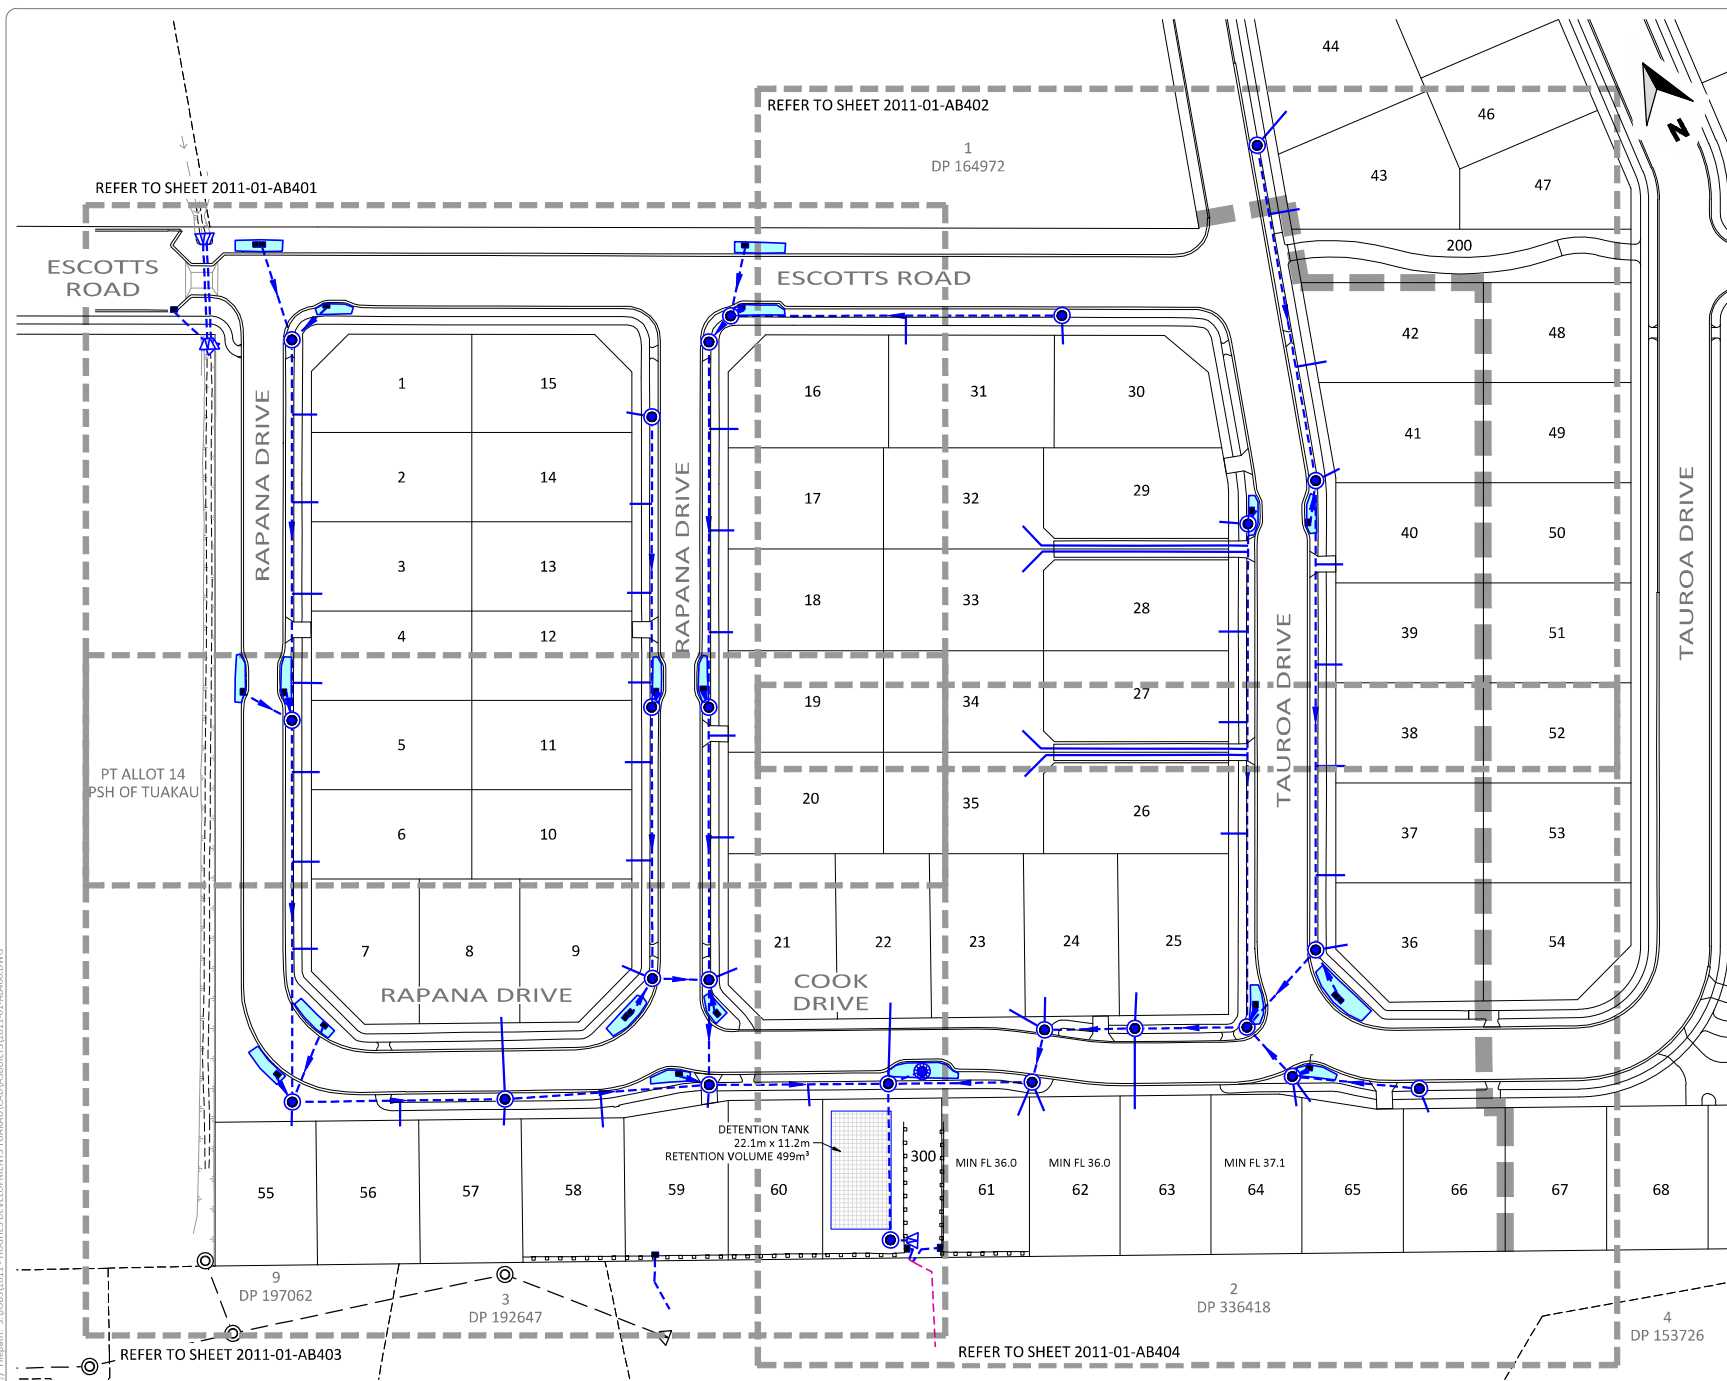 44
REFER TO SHEET 2011-01-AB402
46
1
DP 164972
N
43
47
REFER TO SHEET 2011-01-AB401
200
ESCOTTS
ROAD
ESCOTTS ROAD
42
48
1
15
16
31
30
RAPANA DRIVE
41
49
2
14
RAPANA DRIVE
17
32
29
40
50
TAUROA DRIVE
3
13
18
33
28
4
12
39
51
TAUROA DRIVE
19
34
27
38
52
5
11
PT ALLOT 14
PSH OF TUAKAU
20
35
26
6
10
37
53
7
8
9
21
22
23
24
25
36
54
RAPANA DRIVE
COOK
DRIVE
DETENTION TANK
22.1m x 11.2m
RETENTION VOLUME 499m³
300
MIN FL 36.0
MIN FL 36.0
MIN FL 37.1
55
56
57
58
59
60
61
62
63
64
65
66
67
68
9
DP 197062
3
DP 192647
2
DP 336418
4
DP 153726
REFER TO SHEET 2011-01-AB403
REFER TO SHEET 2011-01-AB404